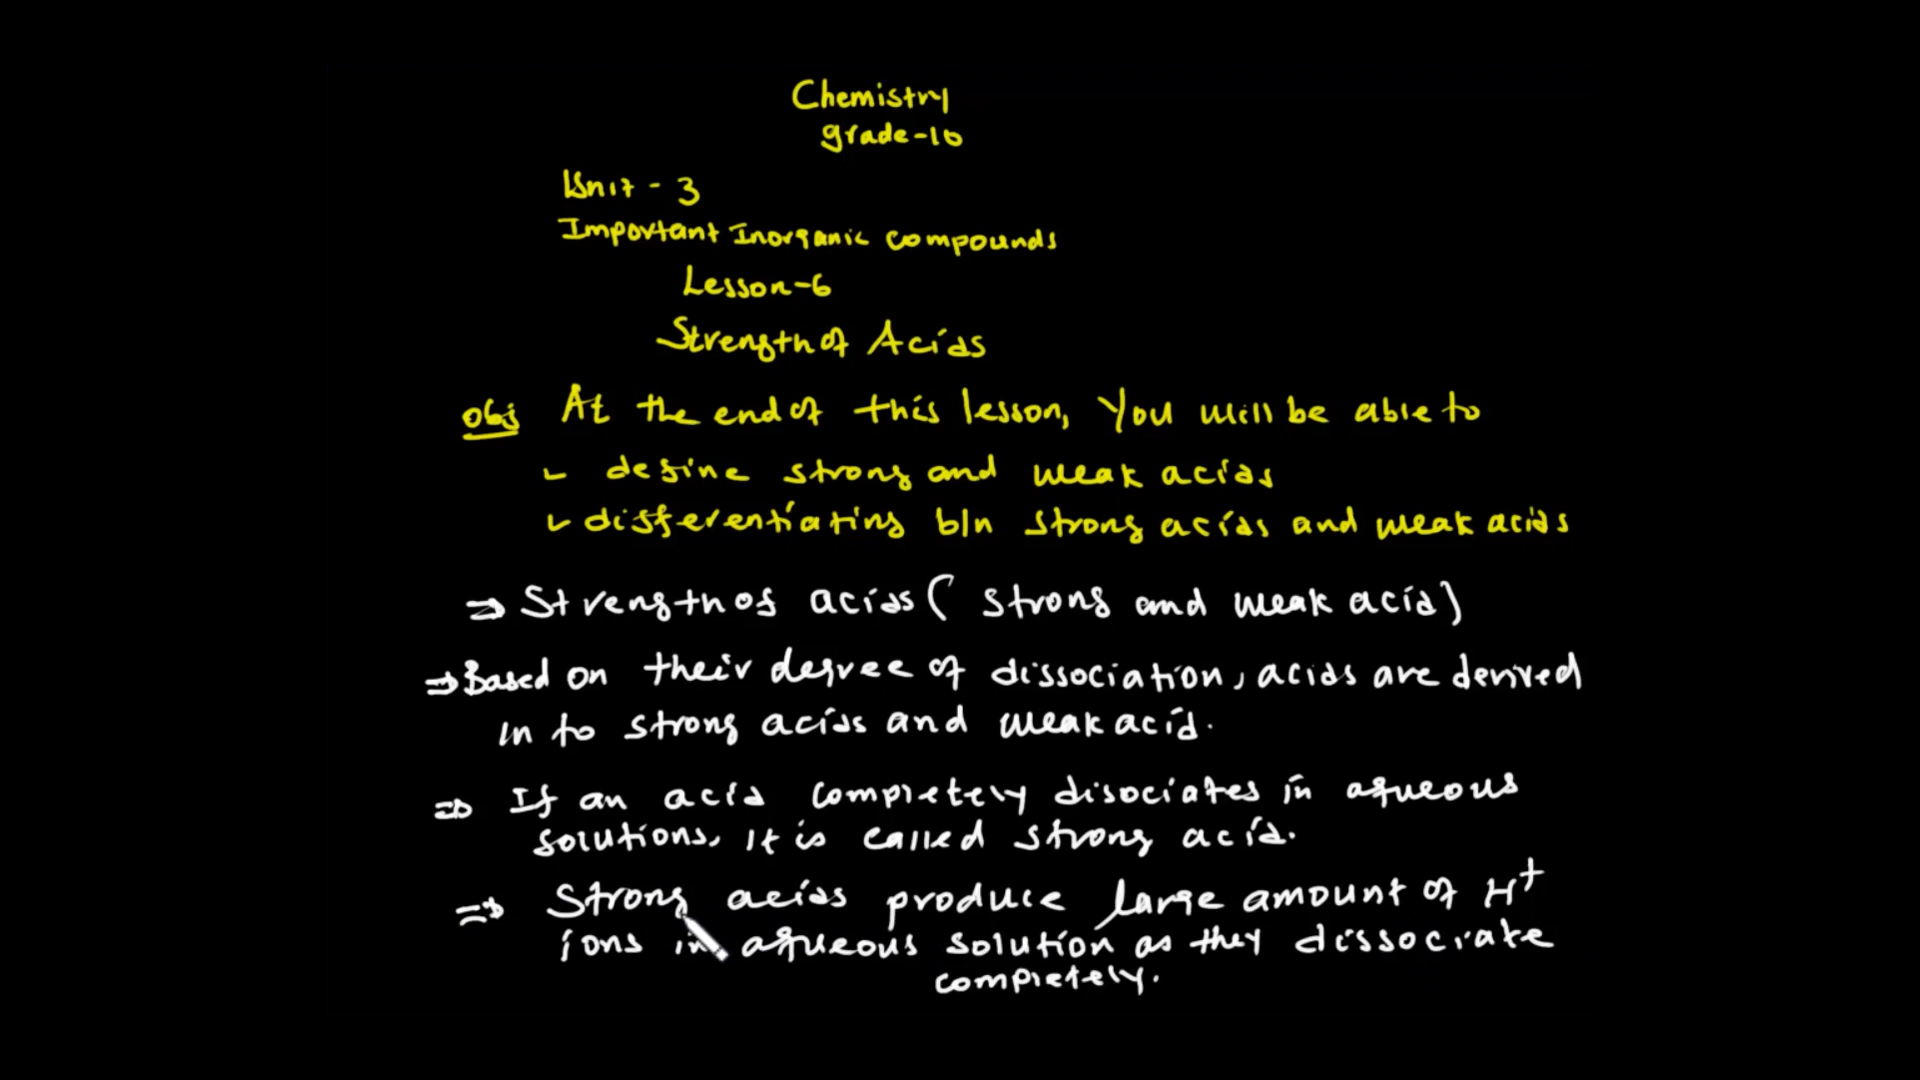 Chemistry
grade-10
Unit - 3
Important Inorganic compounds
Lesson-6
Strength of Acids
obj At the end of this lesson, You will be able to
define strong and weak acids
differentiating b/n strong acids and weak acids
⇒ Strength of acids ( strong and weak acid )
⇒ Based on their degree of dissociation, acids are derived
in to strong acids and weak acid.
⇒ If an acid completely disociates in aqueous
solutions, it is called strong acid.
⇒ Strong acids produce large amount of H⁺
ions in aqueous solution as they dissociate
completely.